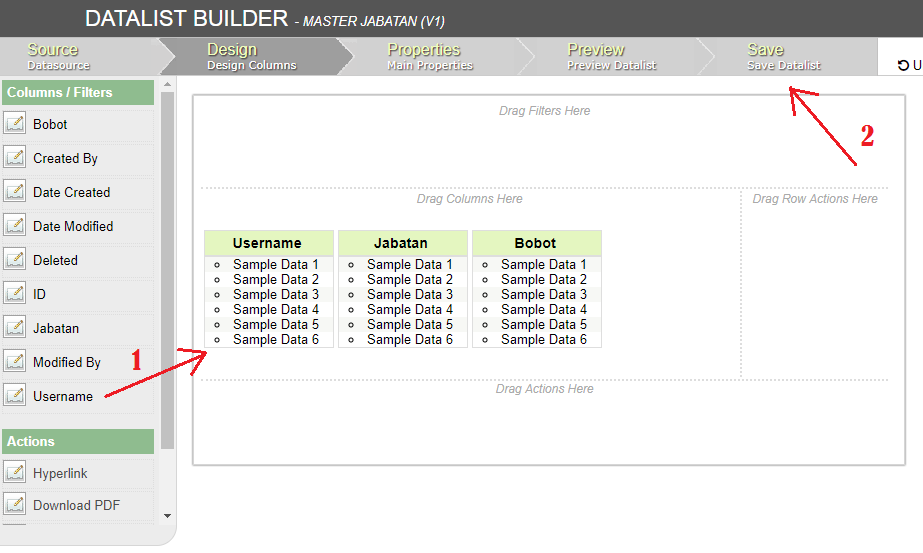 DATALIST BUILDER - MASTER JABATAN (V1)
Source
Datasource
Design
Design Columns
Properties
Main Properties
Preview
Preview Datalist
Save
Save Datalist
U
Columns / Filters
Bobot
Created By
Date Created
Date Modified
Deleted
ID
Jabatan
Modified By
Username
Actions
Hyperlink
Download PDF
Drag Filters Here
2
Drag Columns Here
Drag Row Actions Here
Username Jabatan Bobot
Sample Data 1 Sample Data 1 Sample Data 1
Sample Data 2 Sample Data 2 Sample Data 2
Sample Data 3 Sample Data 3 Sample Data 3
Sample Data 4 Sample Data 4 Sample Data 4
Sample Data 5 Sample Data 5 Sample Data 5
Sample Data 6 Sample Data 6 Sample Data 6
1
Drag Actions Here